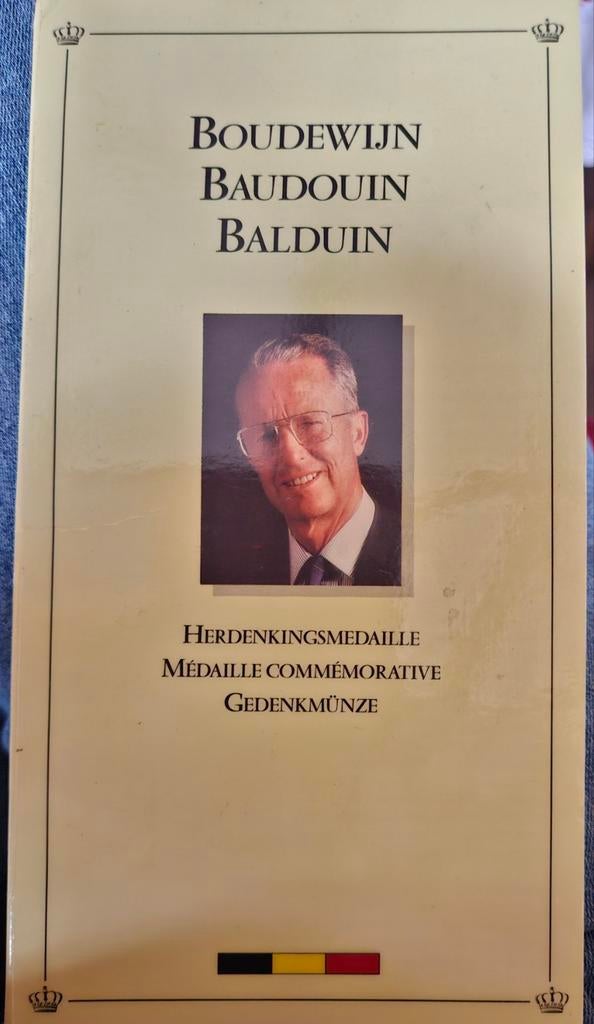 BOUDEWIJN
BAUDOUIN
BALDUIN
HERDENKINGSMEDAILLE
MÉDAILLE COMMÉMORATIVE
GEDENKMÜNZE